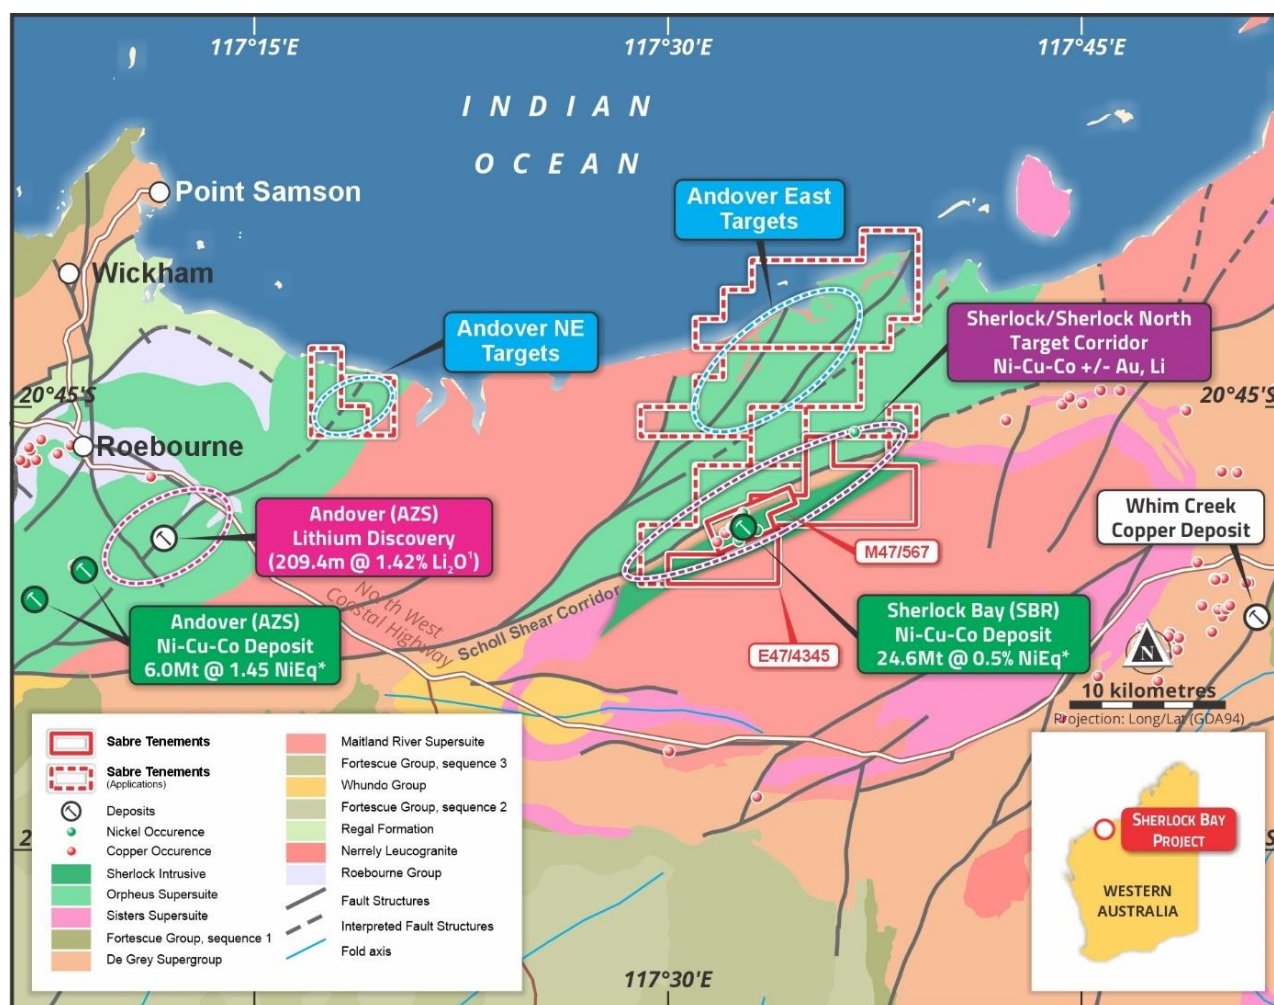 117°15'E
117°30'E
117°45'E
INDIAN
OCEAN
Point Samson
Wickham
Roebourne
Andover East
Targets
Andover NE
Targets
Sherlock/Sherlock North
Target Corridor
Ni-Cu-Co +/- Au, Li
20°45'S
20°45'S
Andover (AZS)
Lithium Discovery
(209.4m @ 1.42% Li₂O¹)
Whim Creek
Copper Deposit
M47/567
North West
Coastal Highway
Scholl Shear Corridor
Andover (AZS)
Ni-Cu-Co Deposit
6.0Mt @ 1.45 NiEq*
E47/4345
Sherlock Bay (SBR)
Ni-Cu-Co Deposit
24.6Mt @ 0.5% NiEq*
N
10 kilometres
Projection: Long/Lat (GDA94)
Sabre Tenements
Sabre Tenements
(Applications)
Deposits
Nickel Occurence
Copper Occurence
Sherlock Intrusive
Orpheus Supersuite
Sisters Supersuite
Fortescue Group, sequence 1
De Grey Supergroup
Maitland River Supersuite
Fortescue Group, sequence 3
Whundo Group
Fortescue Group, sequence 2
Regal Formation
Nerrely Leucogranite
Roebourne Group
Fault Structures
Interpreted Fault Structures
Fold axis
SHERLOCK BAY
PROJECT
WESTERN
AUSTRALIA
117°30'E